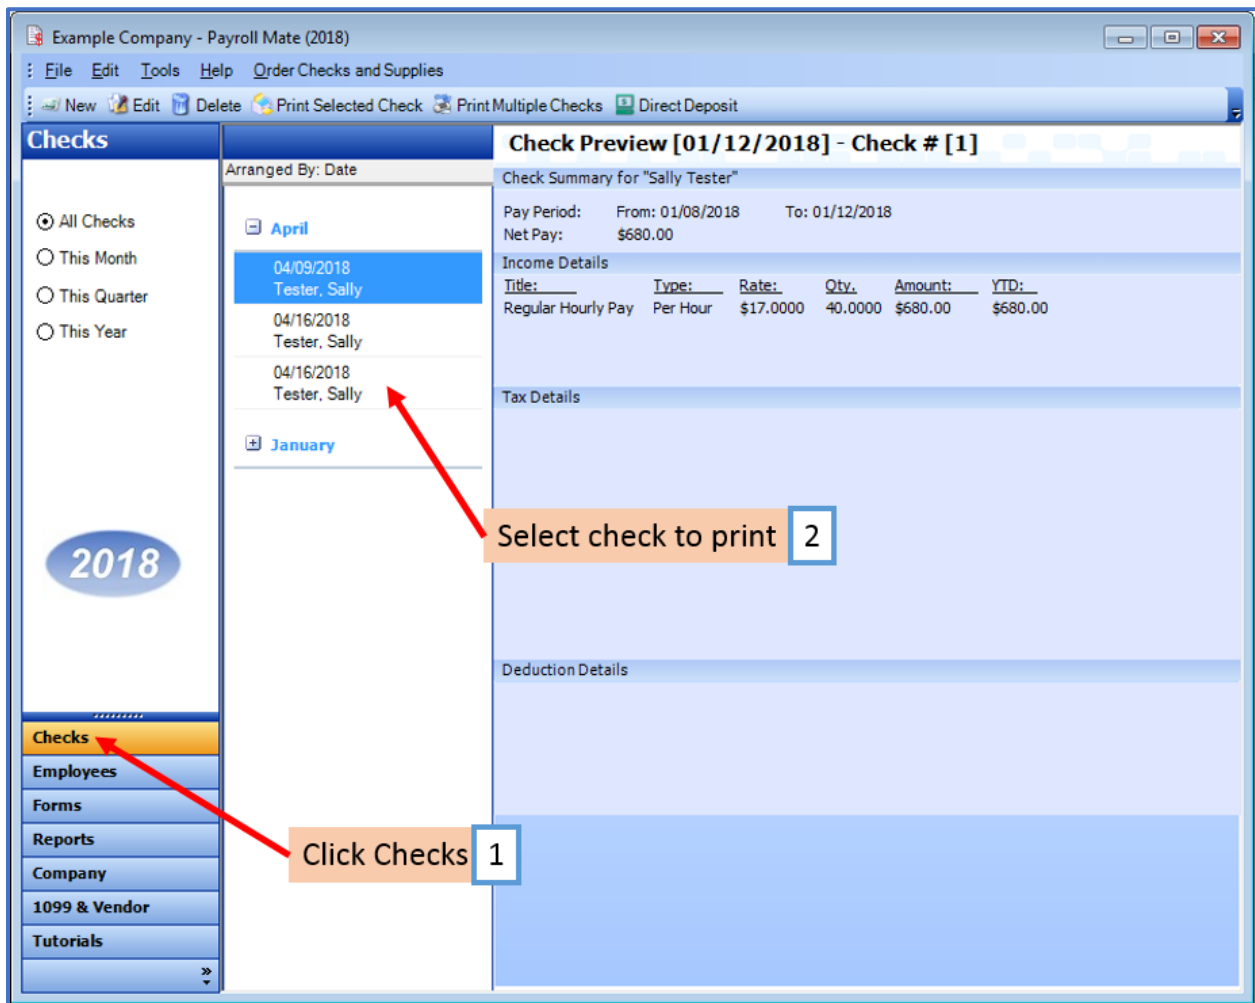 Example Company - Payroll Mate (2018)
File Edit Tools Help Order Checks and Supplies
New Edit Delete Print Selected Check Print Multiple Checks Direct Deposit
Checks
All Checks
This Month
This Quarter
This Year
2018
Checks
Employees
Forms
Reports
Company
1099 & Vendor
Tutorials
Arranged By: Date
April
04/09/2018
Tester, Sally
04/16/2018
Tester, Sally
04/16/2018
Tester, Sally
January
Check Preview [01/12/2018] - Check # [1]
Check Summary for "Sally Tester"
Pay Period: From: 01/08/2018 To: 01/12/2018
Net Pay: $680.00
Income Details
Title: Type: Rate: Qty. Amount: YTD:
Regular Hourly Pay Per Hour $17.0000 40.0000 $680.00 $680.00
Tax Details
Select check to print 2
Deduction Details
Click Checks 1